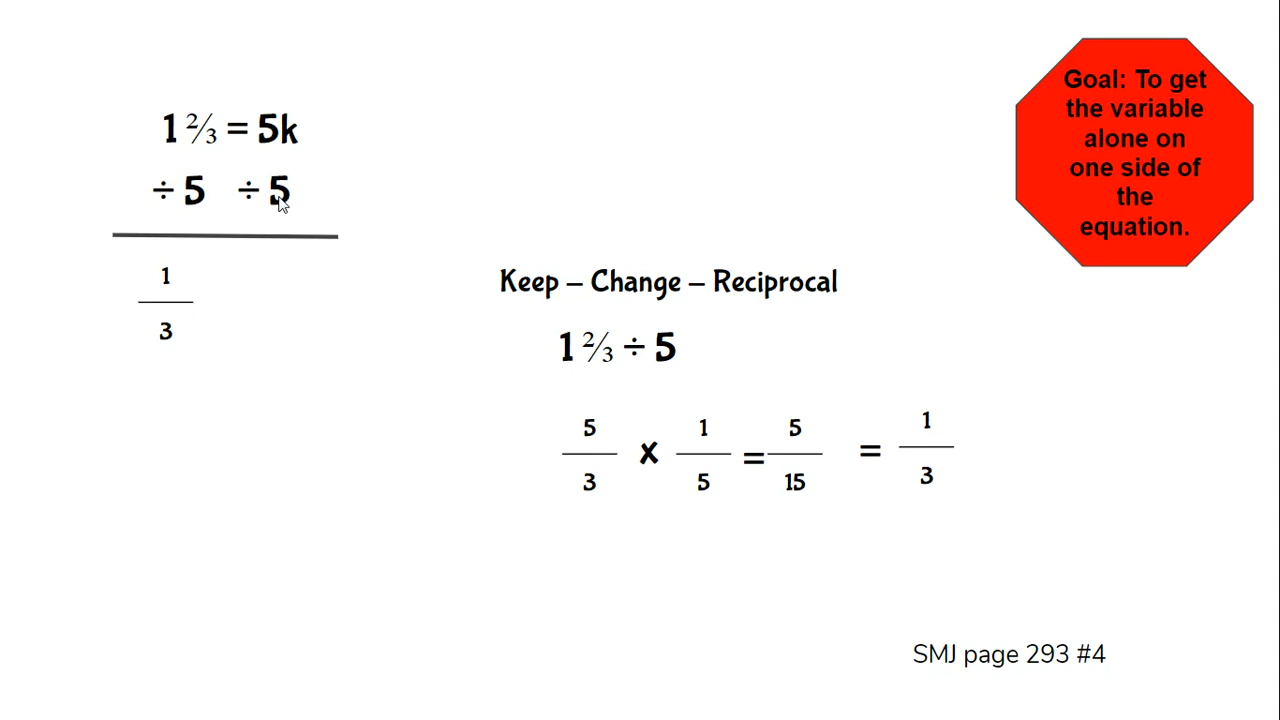 1 ⅔ = 5k
÷ 5 ÷ 5
1
3
Goal: To get
the variable
alone on
one side of
the
equation.
Keep – Change – Reciprocal
1 ⅔ ÷ 5
5 1 5 1
x = =
3 5 15 3
SMJ page 293 #4